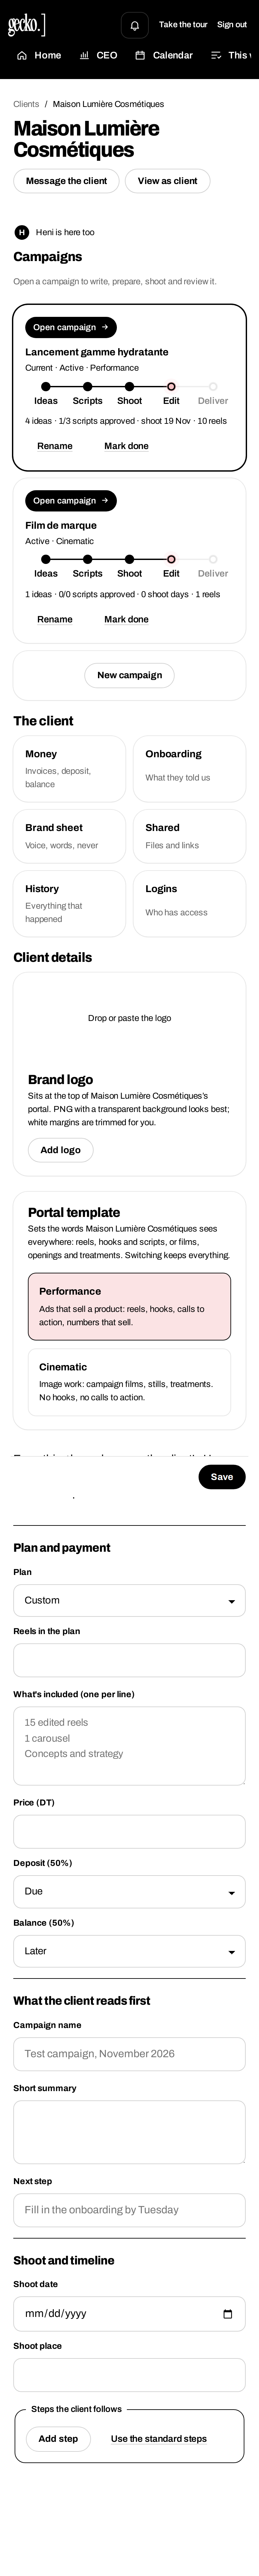 gecko.]
Take the tour
Sign out
Home
CEO
Calendar
This
Clients / Maison Lumière Cosmétiques
Maison Lumière
Cosmétiques
Message the client
View as client
H
Heni is here too
Campaigns
Open a campaign to write, prepare, shoot and review it.
Open campaign →
Lancement gamme hydratante
Current · Active · Performance
Ideas
Scripts
Shoot
Edit
Deliver
4 ideas · 1/3 scripts approved · shoot 19 Nov · 10 reels
Rename
Mark done
Open campaign →
Film de marque
Active · Cinematic
Ideas
Scripts
Shoot
Edit
Deliver
1 ideas · 0/0 scripts approved · 0 shoot days · 1 reels
Rename
Mark done
New campaign
The client
Money
Invoices, deposit,
balance
Onboarding
What they told us
Brand sheet
Voice, words, never
Shared
Files and links
History
Everything that
happened
Logins
Who has access
Client details
Drop or paste the logo
Brand logo
Sits at the top of Maison Lumière Cosmétiques's
portal. PNG with a transparent background looks best;
white margins are trimmed for you.
Add logo
Portal template
Sets the words Maison Lumière Cosmétiques sees
everywhere: reels, hooks and scripts, or films,
openings and treatments. Switching keeps everything.
Performance
Ads that sell a product: reels, hooks, calls to
action, numbers that sell.
Cinematic
Image work: campaign films, stills, treatments.
No hooks, no calls to action.
Save
Plan and payment
Plan
Custom
Reels in the plan
What's included (one per line)
15 edited reels
1 carousel
Concepts and strategy
Price (DT)
Deposit (50%)
Due
Balance (50%)
Later
What the client reads first
Campaign name
Test campaign, November 2026
Short summary
Next step
Fill in the onboarding by Tuesday
Shoot and timeline
Shoot date
mm/dd/yyyy
Shoot place
Steps the client follows
Add step
Use the standard steps